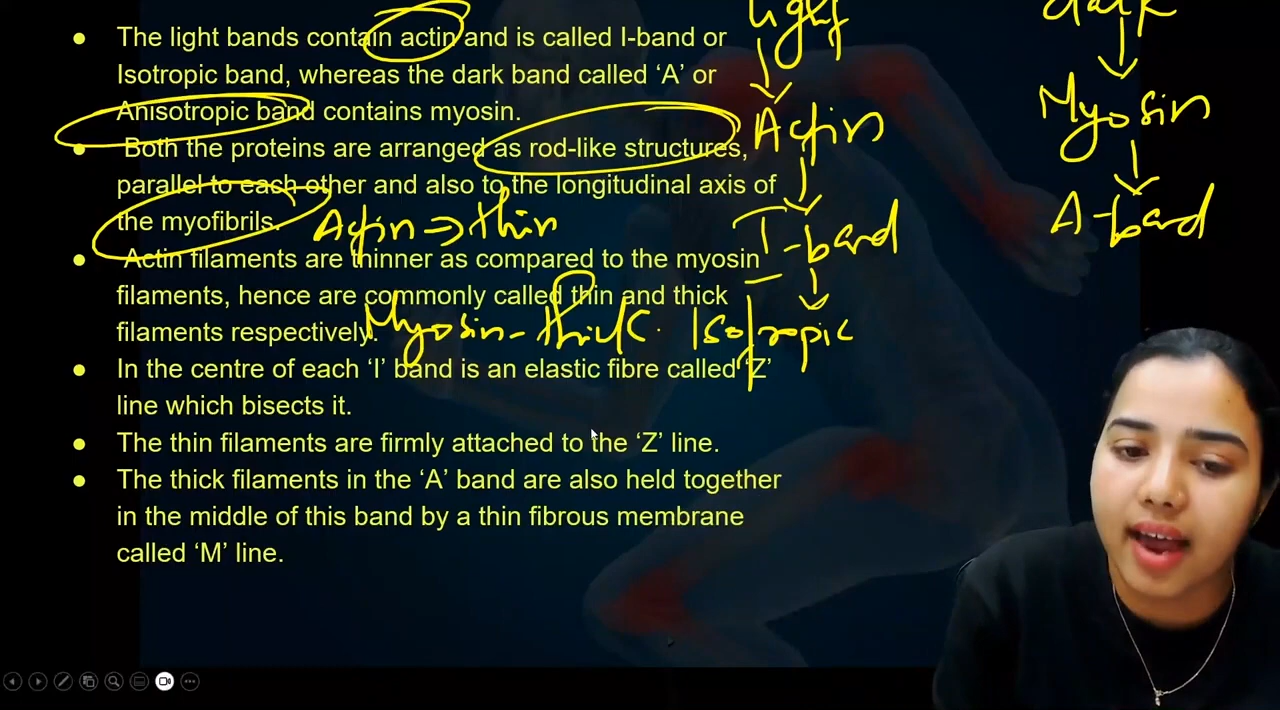 The light bands contain actin and is called I-band or
Isotropic band, whereas the dark band called ‘A’ or
Anisotropic band contains myosin.
Both the proteins are arranged as rod-like structures,
parallel to each other and also to the longitudinal axis of
the myofibrils.
Actin → thin
Actin filaments are thinner as compared to the myosin
filaments, hence are commonly called thin and thick
filaments respectively.
Myosin - thick.
In the centre of each ‘I’ band is an elastic fibre called ‘Z’
line which bisects it.
The thin filaments are firmly attached to the ‘Z’ line.
The thick filaments in the ‘A’ band are also held together
in the middle of this band by a thin fibrous membrane
called ‘M’ line.
light
Actin
I-band
Isotropic
dark
Myosin
A-band